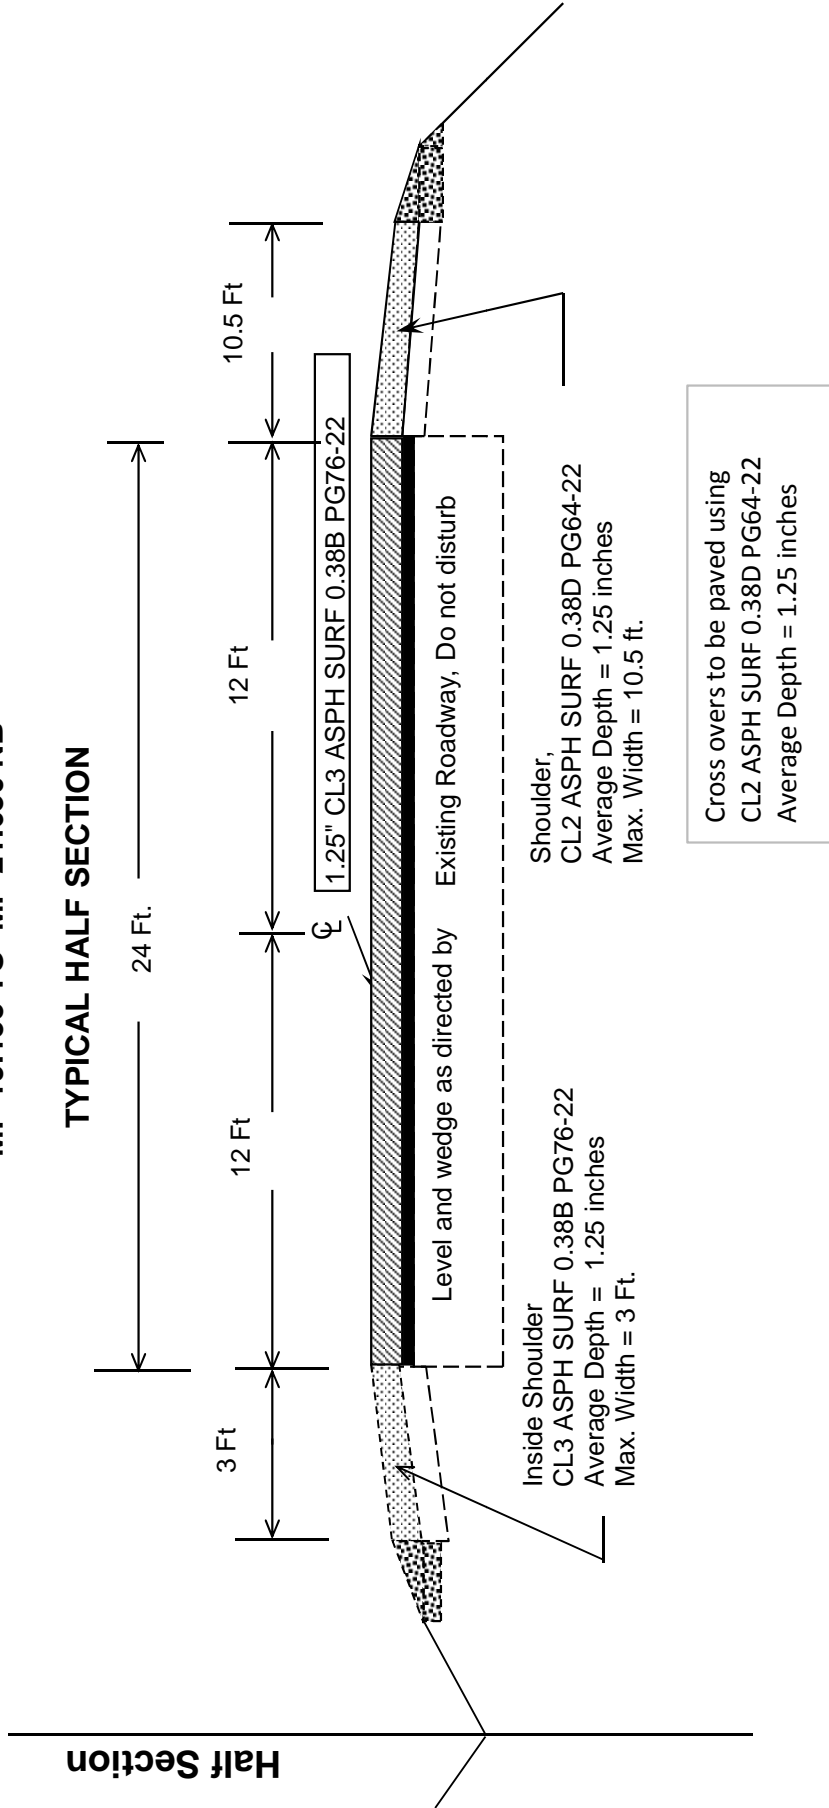 TYPICAL HALF SECTION
24 Ft.
3 Ft
12 Ft
12 Ft
10.5 Ft
℄
1.25" CL3 ASPH SURF 0.38B PG76-22
Level and wedge as directed by
Existing Roadway, Do not disturb
Inside Shoulder
CL3 ASPH SURF 0.38B PG76-22
Average Depth = 1.25 inches
Max. Width = 3 Ft.
Shoulder,
CL2 ASPH SURF 0.38D PG64-22
Average Depth = 1.25 inches
Max. Width = 10.5 ft.
Cross overs to be paved using
CL2 ASPH SURF 0.38D PG64-22
Average Depth = 1.25 inches
Half Section